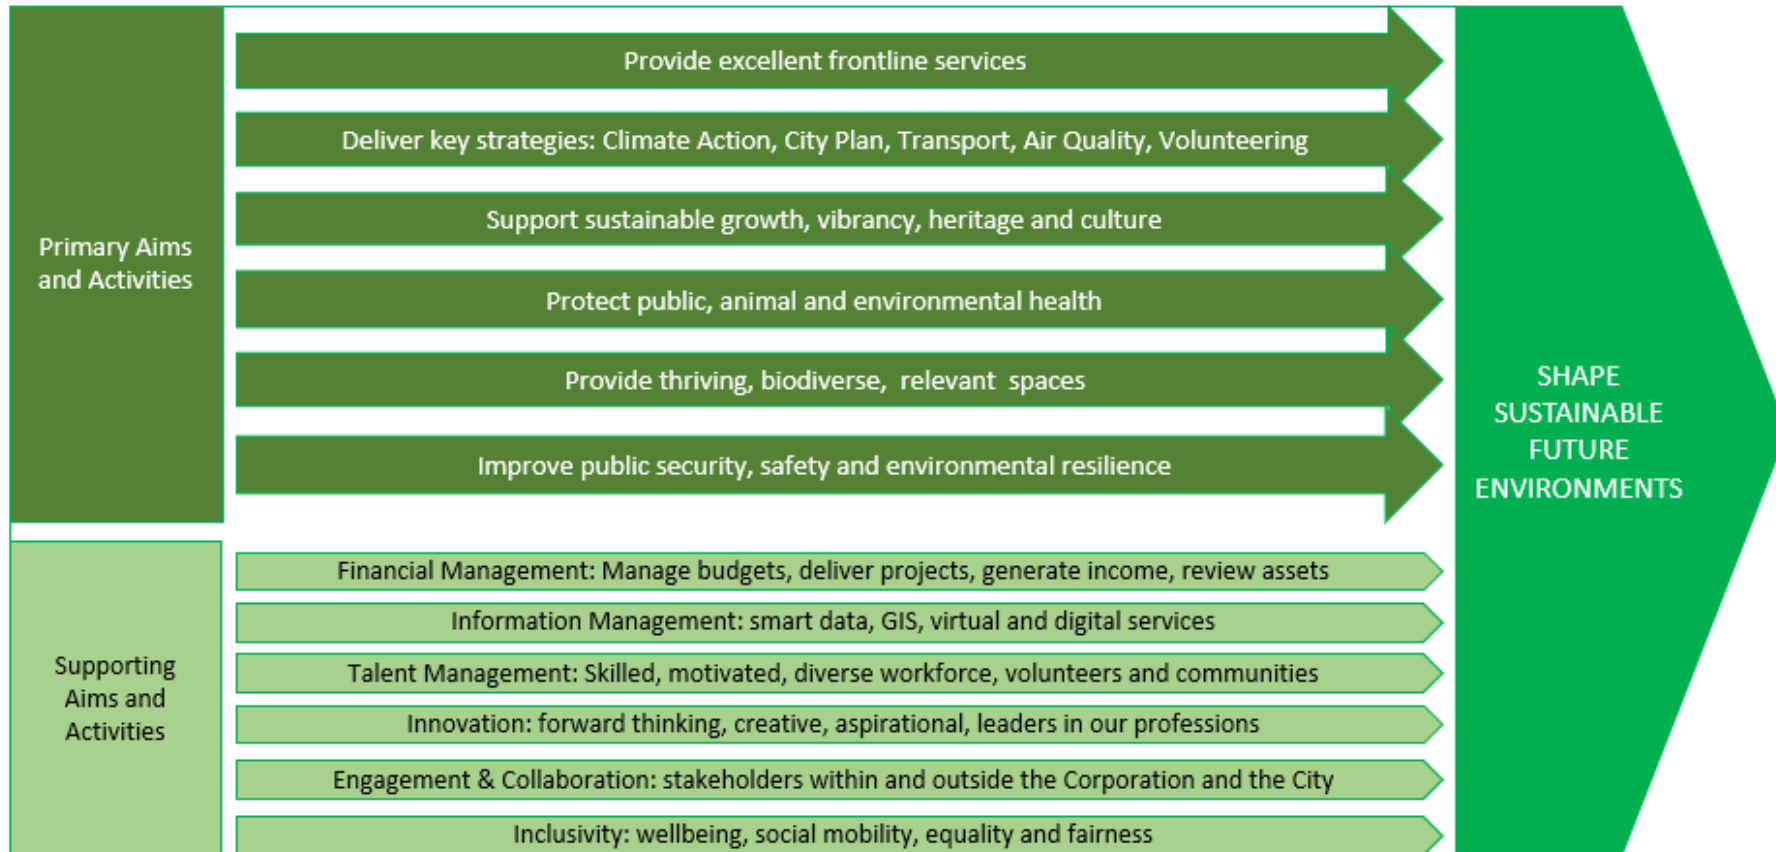 Primary Aims
and Activities
Provide excellent frontline services
Deliver key strategies: Climate Action, City Plan, Transport, Air Quality, Volunteering
Support sustainable growth, vibrancy, heritage and culture
Protect public, animal and environmental health
Provide thriving, biodiverse, relevant spaces
Improve public security, safety and environmental resilience
Supporting
Aims and
Activities
Financial Management: Manage budgets, deliver projects, generate income, review assets
Information Management: smart data, GIS, virtual and digital services
Talent Management: Skilled, motivated, diverse workforce, volunteers and communities
Innovation: forward thinking, creative, aspirational, leaders in our professions
Engagement & Collaboration: stakeholders within and outside the Corporation and the City
Inclusivity: wellbeing, social mobility, equality and fairness
SHAPE
SUSTAINABLE
FUTURE
ENVIRONMENTS